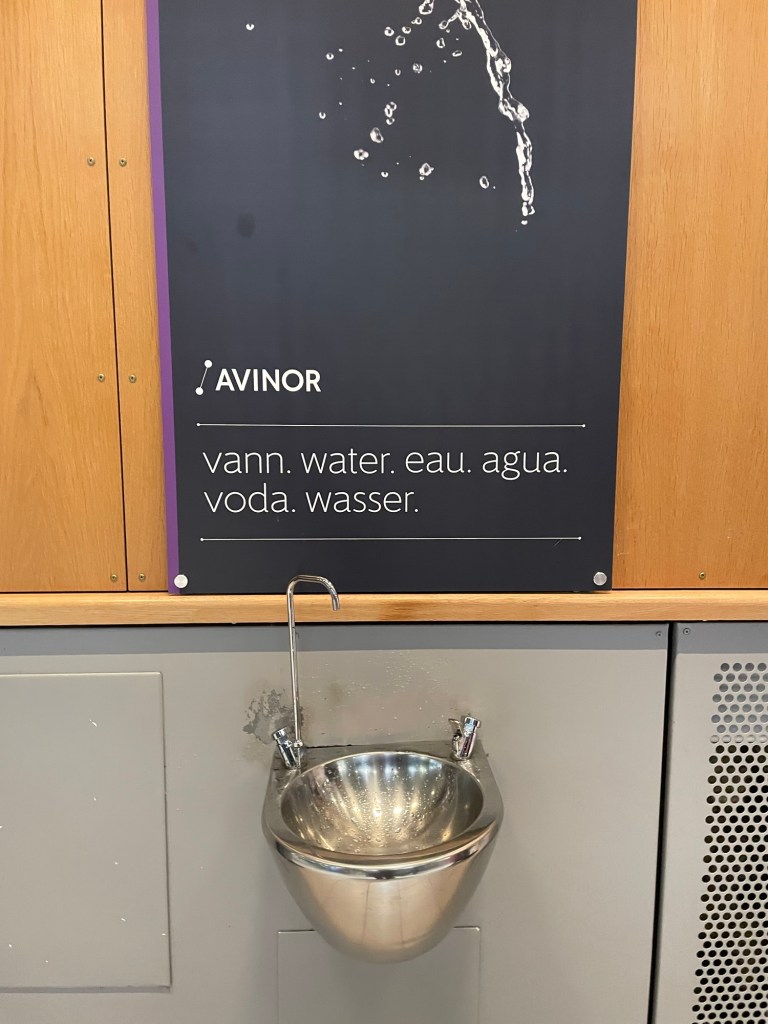 AVINOR
vann. water. eau. agua.
voda. wasser.